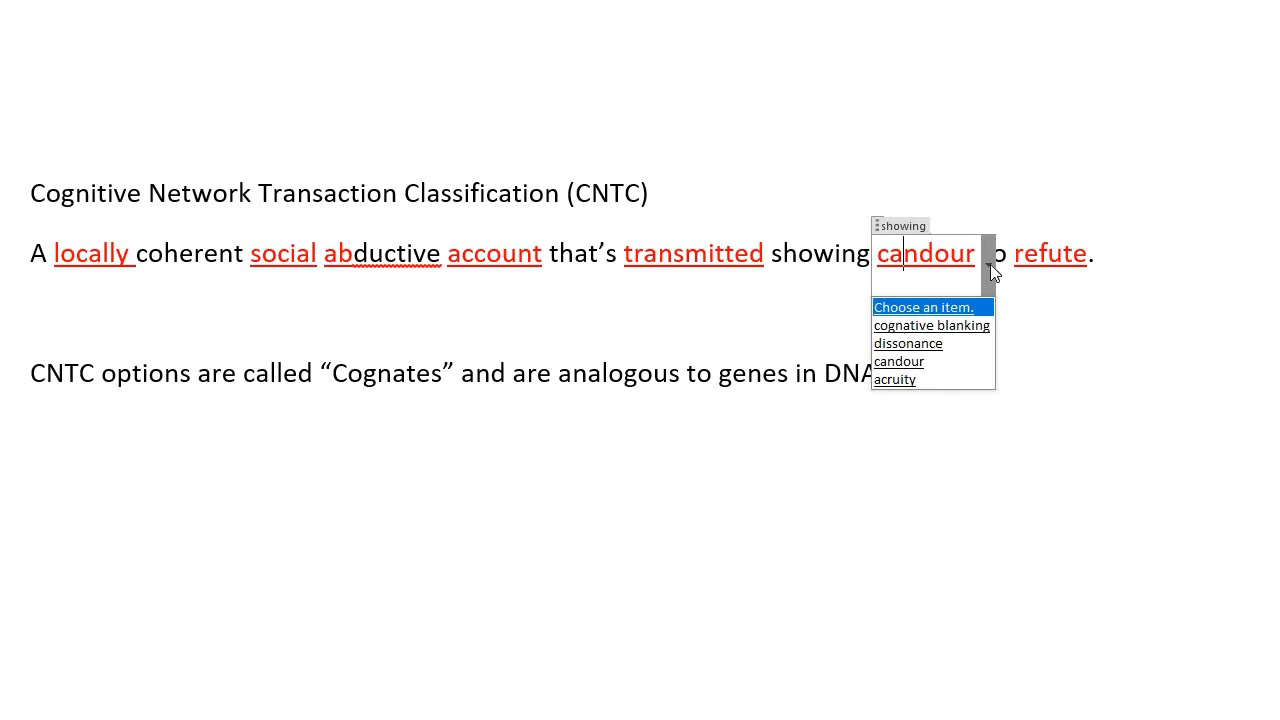 Cognitive Network Transaction Classification (CNTC)
showing
A locally coherent social abductive account that’s transmitted showing candour to refute.
Choose an item.
cognative blanking
dissonance
candour
acruity
CNTC options are called “Cognates” and are analogous to genes in DNA